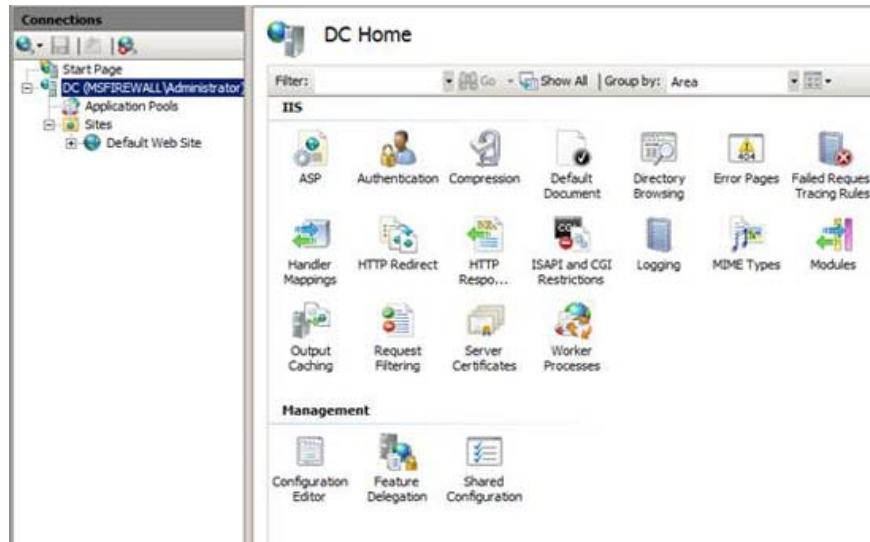 Connections
Start Page
DC (MSFIREWALL\Administrator)
Application Pools
Sites
Default Web Site
DC Home
Filter:
Go
Show All
Group by: Area
IIS
ASP
Authentication
Compression
Default Document
Directory Browsing
Error Pages
Failed Reques Tracing Rules
Handler Mappings
HTTP Redirect
HTTP Respo...
ISAPI and CGI Restrictions
Logging
MIME Types
Modules
Output Caching
Request Filtering
Server Certificates
Worker Processes
Management
Configuration Editor
Feature Delegation
Shared Configuration
404